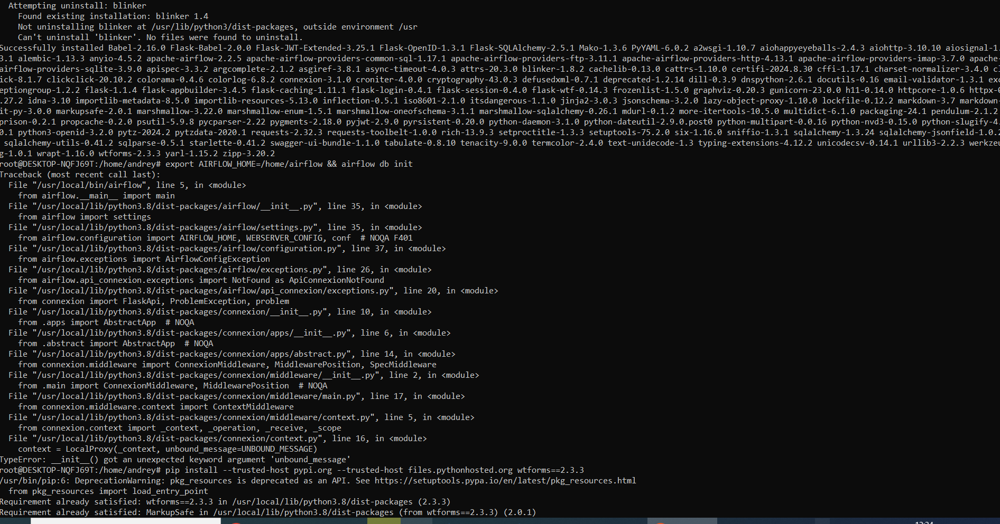 Attempting uninstall: blinker
Found existing installation: blinker 1.4
Not uninstalling blinker at /usr/lib/python3/dist-packages, outside environment /usr
Can't uninstall 'blinker'. No files were found to uninstall.
Successfully installed Babel-2.16.0 Flask-Babel-2.0.0 Flask-JWT-Extended-3.25.1 Flask-OpenID-1.3.1 Flask-SQLAlchemy-2.5.1 Mako-1.3.6 PyYAML-6.0.2 a2wsgi-1.10.7 aiohappyeyeballs-2.4.3 aiohttp-3.10.10 aiosignal-1.
3.1 alembic-1.13.3 anyio-4.5.2 apache-airflow-2.2.5 apache-airflow-providers-common-sql-1.17.1 apache-airflow-providers-ftp-3.11.1 apache-airflow-providers-http-4.13.1 apache-airflow-providers-imap-3.7.0 apache-
airflow-providers-sqlite-3.9.0 apispec-3.3.2 argcomplete-2.1.2 asgiref-3.8.1 async-timeout-4.0.3 attrs-20.3.0 blinker-1.8.2 cachelib-0.13.0 cattrs-1.10.0 certifi-2024.8.30 cffi-1.17.1 charset-normalizer-3.4.0 cl
ick-8.1.7 clickclick-20.10.2 colorama-0.4.6 colorlog-6.8.2 connexion-3.1.0 croniter-4.0.0 cryptography-43.0.3 defusedxml-0.7.1 deprecated-1.2.14 dill-0.3.9 dnspython-2.6.1 docutils-0.16 email-validator-1.3.1 exc
eptiongroup-1.2.2 flask-1.1.4 flask-appbuilder-3.4.5 flask-caching-1.11.1 flask-login-0.4.1 flask-session-0.4.0 flask-wtf-0.14.3 frozenlist-1.5.0 graphviz-0.20.3 gunicorn-23.0.0 h11-0.14.0 httpcore-1.0.6 httpx-0
.27.2 idna-3.10 importlib-metadata-8.5.0 importlib-resources-5.13.0 inflection-0.5.1 iso8601-2.1.0 itsdangerous-1.1.0 jinja2-3.0.3 jsonschema-3.2.0 lazy-object-proxy-1.10.0 lockfile-0.12.2 markdown-3.7 markdown-
it-py-3.0.0 markupsafe-2.0.1 marshmallow-3.22.0 marshmallow-enum-1.5.1 marshmallow-oneofschema-3.1.1 marshmallow-sqlalchemy-0.26.1 mdurl-0.1.2 more-itertools-10.5.0 multidict-6.1.0 packaging-24.1 pendulum-2.1.2
prison-0.2.1 propcache-0.2.0 psutil-5.9.8 pycparser-2.22 pygments-2.18.0 pyjwt-2.9.0 pyrsistent-0.20.0 python-daemon-3.1.0 python-dateutil-2.9.0.post0 python-multipart-0.0.16 python-nvd3-0.15.0 python-slugify-4.
0.1 python3-openid-3.2.0 pytz-2024.2 pytzdata-2020.1 requests-2.32.3 requests-toolbelt-1.0.0 rich-13.9.3 setproctitle-1.3.3 setuptools-75.2.0 six-1.16.0 sniffio-1.3.1 sqlalchemy-1.3.24 sqlalchemy-jsonfield-1.0.2
sqlalchemy-utils-0.41.2 sqlparse-0.5.1 starlette-0.41.2 swagger-ui-bundle-1.1.0 tabulate-0.8.10 tenacity-9.0.0 termcolor-2.4.0 text-unidecode-1.3 typing-extensions-4.12.2 unicodecsv-0.14.1 urllib3-2.2.3 werkzeu
g-1.0.1 wrapt-1.16.0 wtforms-2.3.3 yarl-1.15.2 zipp-3.20.2
root@DESKTOP-NQFJ69T:/home/andrey# export AIRFLOW_HOME=/home/airflow && airflow db init
Traceback (most recent call last):
File "/usr/local/bin/airflow", line 5, in <module>
from airflow.__main__ import main
File "/usr/local/lib/python3.8/dist-packages/airflow/__init__.py", line 35, in <module>
from airflow import settings
File "/usr/local/lib/python3.8/dist-packages/airflow/settings.py", line 35, in <module>
from airflow.configuration import AIRFLOW_HOME, WEBSERVER_CONFIG, conf  # NOQA F401
File "/usr/local/lib/python3.8/dist-packages/airflow/configuration.py", line 37, in <module>
from airflow.exceptions import AirflowConfigException
File "/usr/local/lib/python3.8/dist-packages/airflow/exceptions.py", line 26, in <module>
from airflow.api_connexion.exceptions import NotFound as ApiConnexionNotFound
File "/usr/local/lib/python3.8/dist-packages/airflow/api_connexion/exceptions.py", line 20, in <module>
from connexion import FlaskApi, ProblemException, problem
File "/usr/local/lib/python3.8/dist-packages/connexion/__init__.py", line 10, in <module>
from .apps import AbstractApp  # NOQA
File "/usr/local/lib/python3.8/dist-packages/connexion/apps/__init__.py", line 6, in <module>
from .abstract import AbstractApp  # NOQA
File "/usr/local/lib/python3.8/dist-packages/connexion/apps/abstract.py", line 14, in <module>
from connexion.middleware import ConnexionMiddleware, MiddlewarePosition, SpecMiddleware
File "/usr/local/lib/python3.8/dist-packages/connexion/middleware/__init__.py", line 2, in <module>
from .main import ConnexionMiddleware, MiddlewarePosition  # NOQA
File "/usr/local/lib/python3.8/dist-packages/connexion/middleware/main.py", line 17, in <module>
from connexion.middleware.context import ContextMiddleware
File "/usr/local/lib/python3.8/dist-packages/connexion/middleware/context.py", line 5, in <module>
from connexion.context import _context, _operation, _receive, _scope
File "/usr/local/lib/python3.8/dist-packages/connexion/context.py", line 16, in <module>
context = LocalProxy(_context, unbound_message=UNBOUND_MESSAGE)
TypeError: __init__() got an unexpected keyword argument 'unbound_message'
root@DESKTOP-NQFJ69T:/home/andrey# pip install --trusted-host pypi.org --trusted-host files.pythonhosted.org wtforms==2.3.3
/usr/bin/pip:6: DeprecationWarning: pkg_resources is deprecated as an API. See https://setuptools.pypa.io/en/latest/pkg_resources.html
from pkg_resources import load_entry_point
Requirement already satisfied: wtforms==2.3.3 in /usr/local/lib/python3.8/dist-packages (2.3.3)
Requirement already satisfied: MarkupSafe in /usr/local/lib/python3.8/dist-packages (from wtforms==2.3.3) (2.0.1)